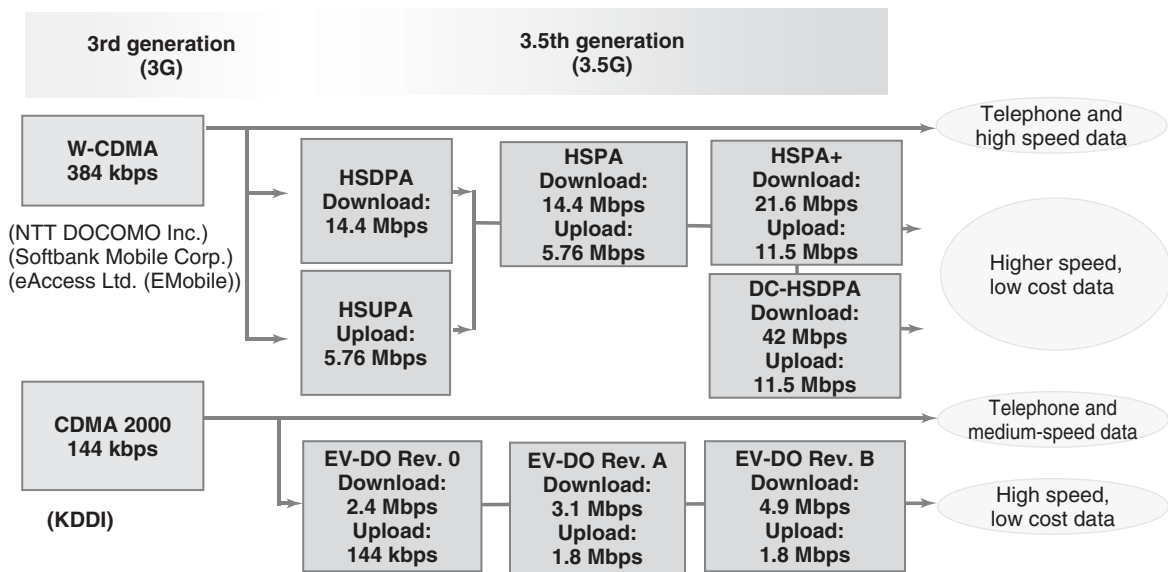 3rd generation
(3G)
3.5th generation
(3.5G)
W-CDMA
384 kbps
(NTT DOCOMO Inc.)
(Softbank Mobile Corp.)
(eAccess Ltd. (EMobile))
HSDPA
Download:
14.4 Mbps
HSUPA
Upload:
5.76 Mbps
HSPA
Download:
14.4 Mbps
Upload:
5.76 Mbps
HSPA+
Download:
21.6 Mbps
Upload:
11.5 Mbps
DC-HSDPA
Download:
42 Mbps
Upload:
11.5 Mbps
Telephone and
high speed data
Higher speed,
low cost data
CDMA 2000
144 kbps
(KDDI)
EV-DO Rev. 0
Download:
2.4 Mbps
Upload:
144 kbps
EV-DO Rev. A
Download:
3.1 Mbps
Upload:
1.8 Mbps
EV-DO Rev. B
Download:
4.9 Mbps
Upload:
1.8 Mbps
Telephone and
medium-speed data
High speed,
low cost data